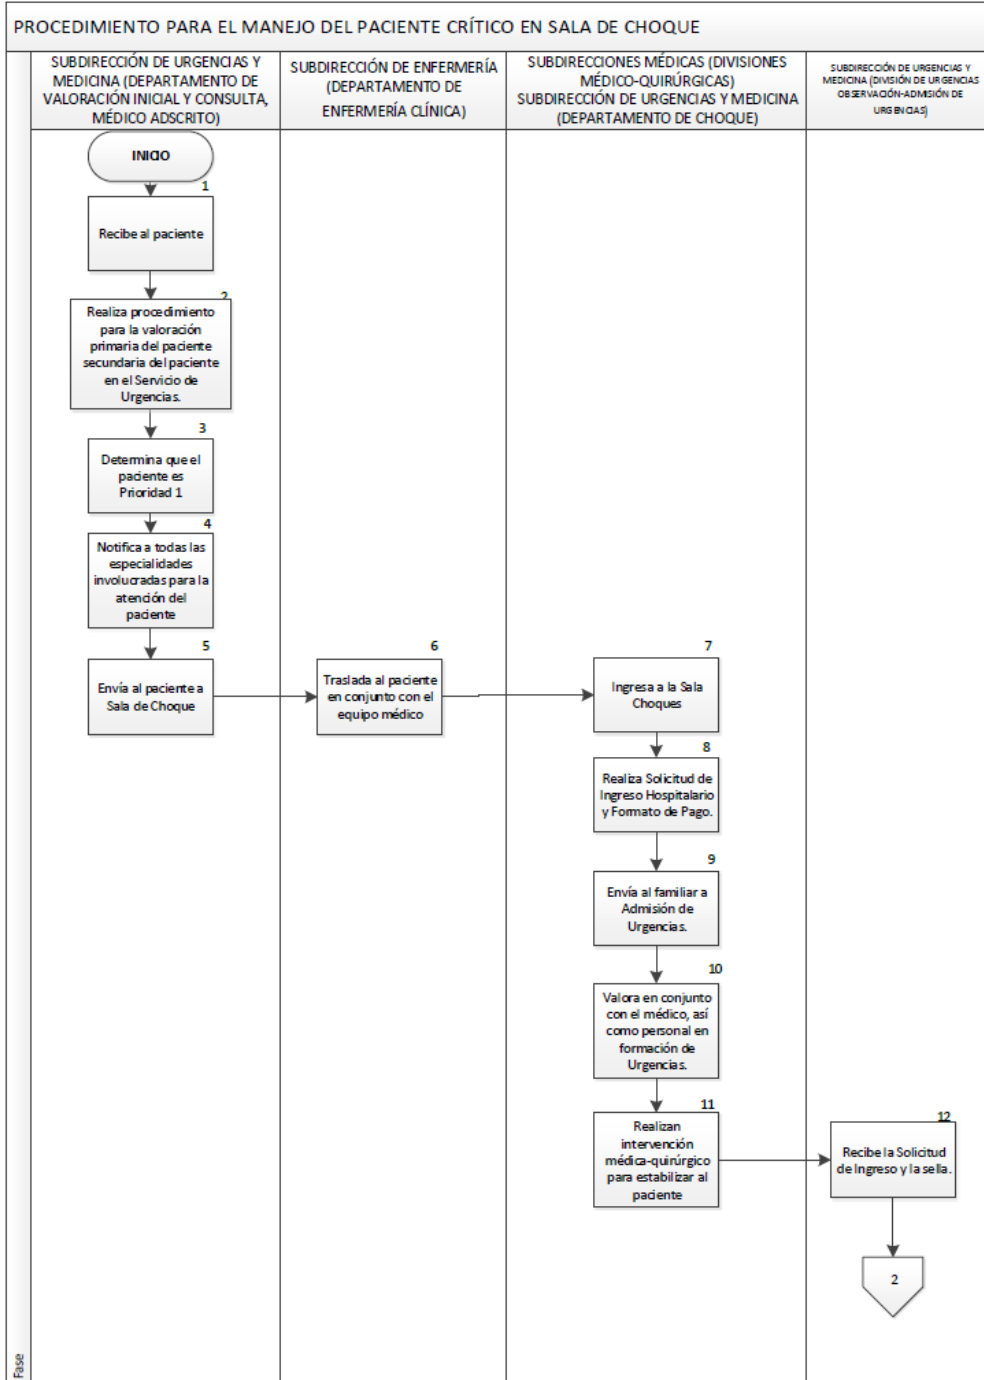 PROCEDIMIENTO PARA EL MANEJO DEL PACIENTE CRÍTICO EN SALA DE CHOQUE
SUBDIRECCIÓN DE URGENCIAS Y
MEDICINA (DEPARTAMENTO DE
VALORACIÓN INICIAL Y CONSULTA,
MÉDICO ADSCRITO)
SUBDIRECCIÓN DE ENFERMERÍA
(DEPARTAMENTO DE
ENFERMERÍA CLÍNICA)
SUBDIRECCIONES MÉDICAS (DIVISIONES
MÉDICO-QUIRÚRGICAS)
SUBDIRECCIÓN DE URGENCIAS Y MEDICINA
(DEPARTAMENTO DE CHOQUE)
SUBDIRECCIÓN DE URGENCIAS Y
MEDICINA (DIVISIÓN DE URGENCIAS
OBSERVACIÓN-ADMISIÓN DE
URGENCIAS)
INICIO
1
Recibe al paciente
2
Realiza procedimiento
para la valoración
primaria del paciente
secundaria del paciente
en el Servicio de
Urgencias.
3
Determina que el
paciente es
Prioridad 1
4
Notifica a todas las
especialidades
involucradas para la
atención del
paciente
5
Envía al paciente a
Sala de Choque
6
Traslada al paciente
en conjunto con el
equipo médico
7
Ingresa a la Sala
Choques
8
Realiza Solicitud de
Ingreso Hospitalario
y Formato de Pago.
9
Envía al familiar a
Admisión de
Urgencias.
10
Valora en conjunto
con el médico, así
como personal en
formación de
Urgencias.
11
Realizan
intervención
médica-quirúrgico
para estabilizar al
paciente
12
Recibe la Solicitud
de Ingreso y la sella.
2
Fase